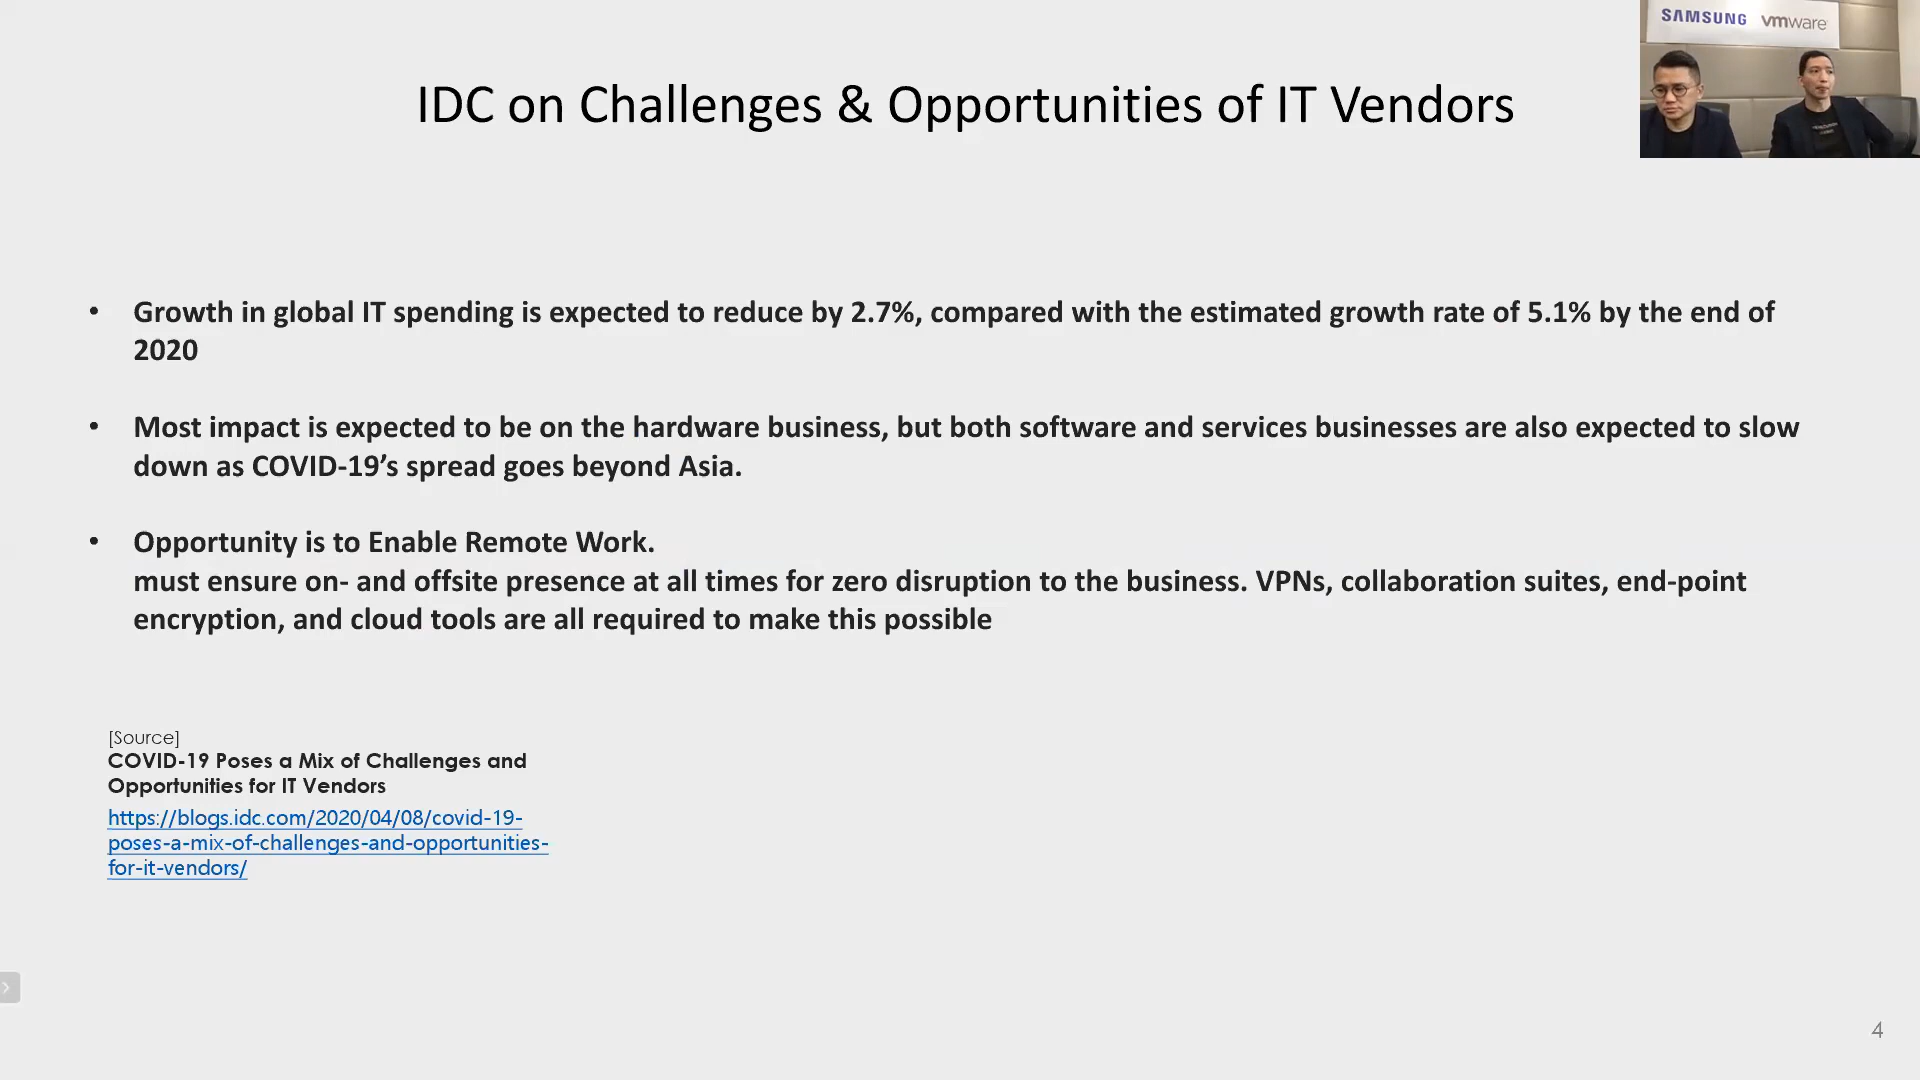 SAMSUNG vmware
IDC on Challenges & Opportunities of IT Vendors
• Growth in global IT spending is expected to reduce by 2.7%, compared with the estimated growth rate of 5.1% by the end of
2020
• Most impact is expected to be on the hardware business, but both software and services businesses are also expected to slow
down as COVID-19’s spread goes beyond Asia.
• Opportunity is to Enable Remote Work.
must ensure on- and offsite presence at all times for zero disruption to the business. VPNs, collaboration suites, end-point
encryption, and cloud tools are all required to make this possible
[Source]
COVID-19 Poses a Mix of Challenges and
Opportunities for IT Vendors
https://blogs.idc.com/2020/04/08/covid-19-
poses-a-mix-of-challenges-and-opportunities-
for-it-vendors/
4